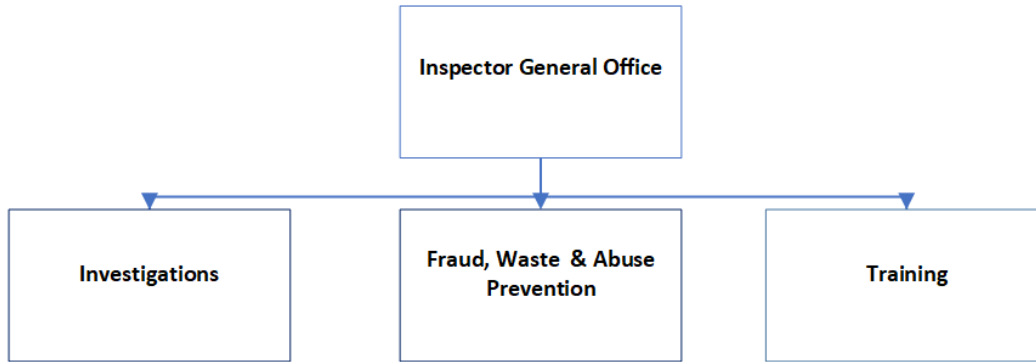 Inspector General Office
Investigations
Fraud, Waste & Abuse
Prevention
Training